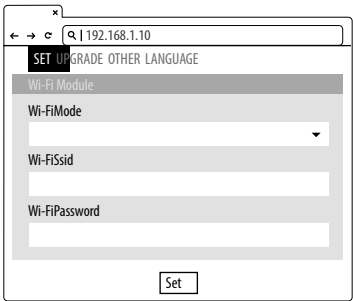 192.168.1.10
SET UPGRADE OTHER LANGUAGE
Wi-Fi Module
Wi-FiMode
Wi-FiSsid
Wi-FiPassword
Set